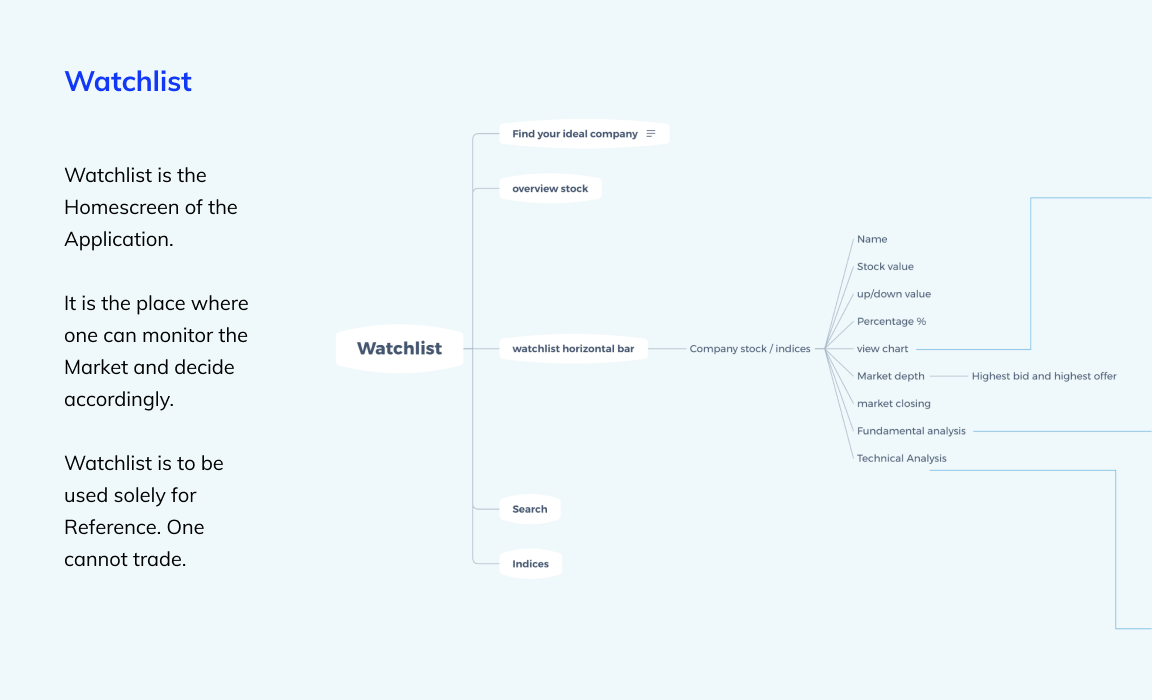 Watchlist
Watchlist is the
Homescreen of the
Application.
It is the place where
one can monitor the
Market and decide
accordingly.
Watchlist is to be
used solely for
Reference. One
cannot trade.
Watchlist
Find your ideal company
overview stock
watchlist horizontal bar
Search
Indices
Company stock / indices
Name
Stock value
up/down value
Percentage %
view chart
Market depth
Highest bid and highest offer
market closing
Fundamental analysis
Technical Analysis